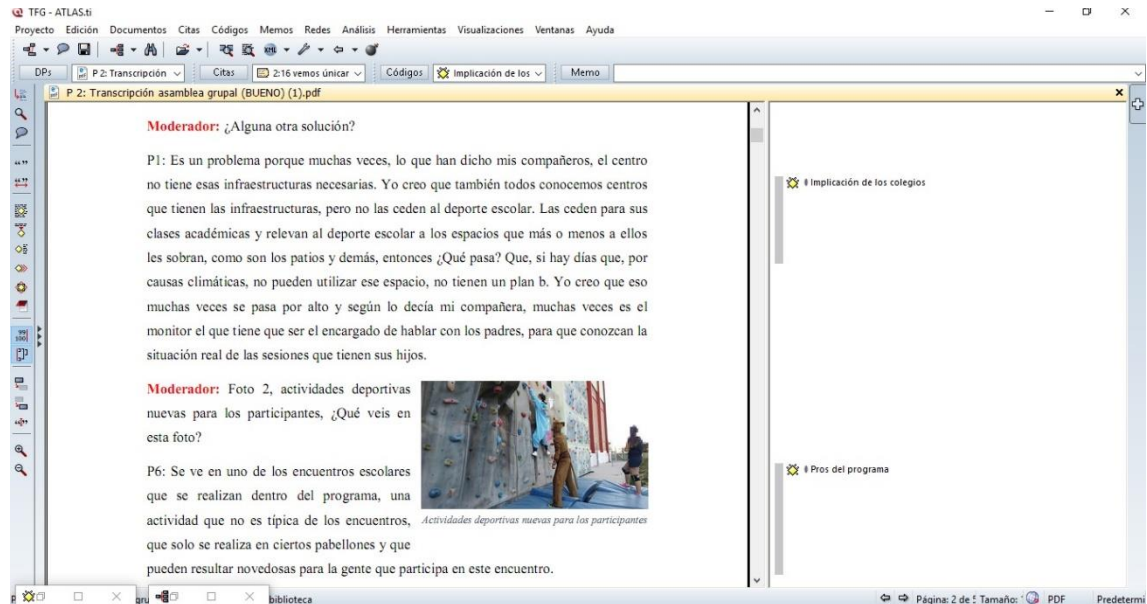 TFG - ATLAS.ti
Proyecto Edición Documentos Citas Códigos Memos Redes Análisis Herramientas Visualizaciones Ventanas Ayuda
DPs P 2: Transcripción Citas 2:16 vemos únicar Códigos Implicación de los Memo
P 2: Transcripción asamblea grupal (BUENO) (1).pdf
Moderador: ¿Alguna otra solución?
P1: Es un problema porque muchas veces, lo que han dicho mis compañeros, el centro
no tiene esas infraestructuras necesarias. Yo creo que también todos conocemos centros
que tienen las infraestructuras, pero no las ceden al deporte escolar. Las ceden para sus
clases académicas y relevan al deporte escolar a los espacios que más o menos a ellos
les sobran, como son los patios y demás, entonces ¿Qué pasa? Que, si hay días que, por
causas climáticas, no pueden utilizar ese espacio, no tienen un plan b. Yo creo que eso
muchas veces se pasa por alto y según lo decía mi compañera, muchas veces es el
monitor el que tiene que ser el encargado de hablar con los padres, para que conozcan la
situación real de las sesiones que tienen sus hijos.
Implicación de los colegios
Moderador: Foto 2, actividades deportivas
nuevas para los participantes, ¿Qué veis en
esta foto?
P6: Se ve en uno de los encuentros escolares
que se realizan dentro del programa, una
actividad que no es típica de los encuentros,
que solo se realiza en ciertos pabellones y que
pueden resultar novedosas para la gente que participa en este encuentro.
Actividades deportivas nuevas para los participantes
Pros del programa
biblioteca
Página: 2 de Tamaño: PDF Predetermi